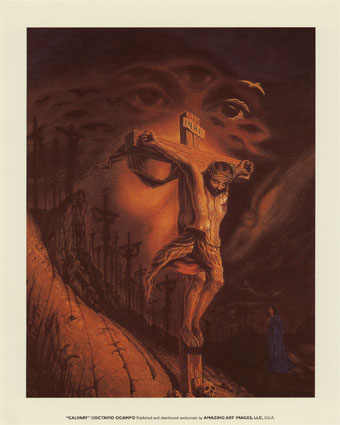 "CALVARY" ©OCTAVIO OCAMPO Published and distributed exclusively by AMAZING ART IMAGES, LLC, U.S.A.